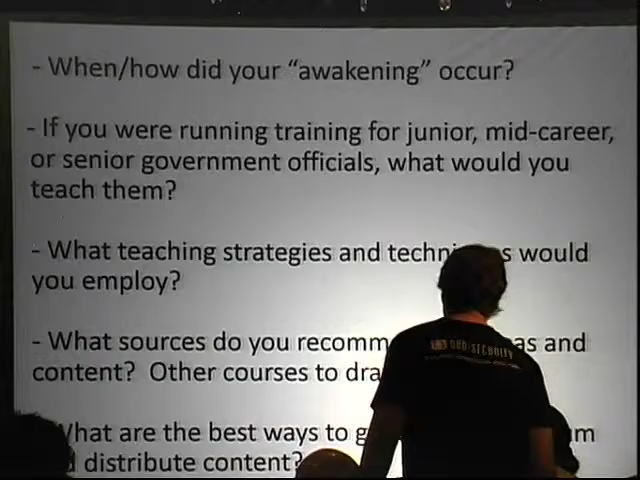 - When/how did your “awakening” occur?
- If you were running training for junior, mid-career,
or senior government officials, what would you
teach them?
- What teaching strategies and techn s would
you employ?
- What sources do you recomm as and
content? Other courses to dra
hat are the best ways to g m
distribute content?